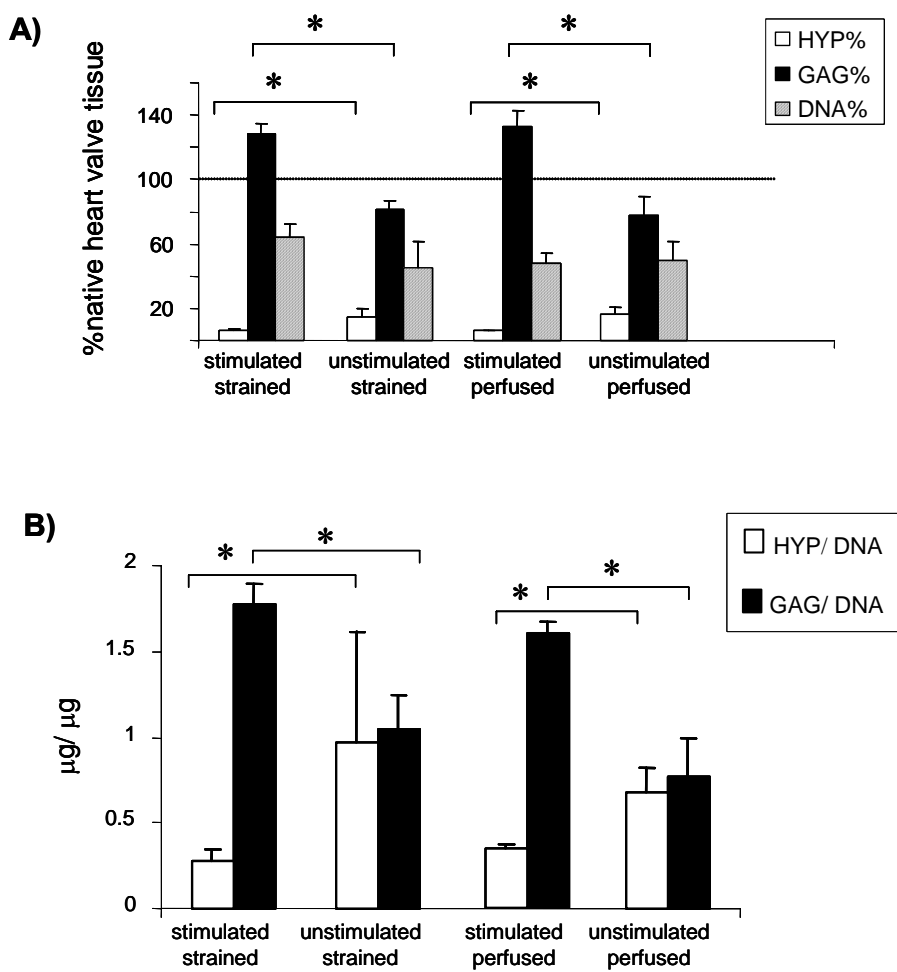 A)
*
*
*
*
HYP%
GAG%
DNA%
%native heart valve tissue
140
100
60
20
stimulated strained
unstimulated strained
stimulated perfused
unstimulated perfused
B)
*
*
*
*
HYP/ DNA
GAG/ DNA
μg/ μg
2
1.5
1
0.5
0
stimulated strained
unstimulated strained
stimulated perfused
unstimulated perfused